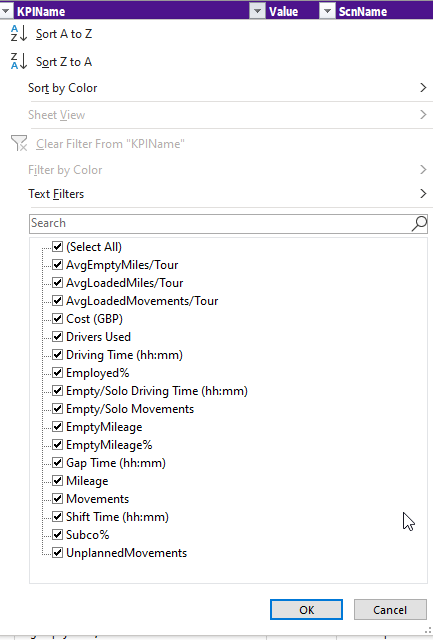 KPIName Value ScnName
Sort A to Z
Sort Z to A
Sort by Color
Sheet View
Clear Filter From "KPIName"
Filter by Color
Text Filters
Search
(Select All)
AvgEmptyMiles/Tour
AvgLoadedMiles/Tour
AvgLoadedMovements/Tour
Cost (GBP)
Drivers Used
Driving Time (hh:mm)
Employed%
Empty/Solo Driving Time (hh:mm)
Empty/Solo Movements
EmptyMileage
EmptyMileage%
Gap Time (hh:mm)
Mileage
Movements
Shift Time (hh:mm)
Subco%
UnplannedMovements
OK Cancel